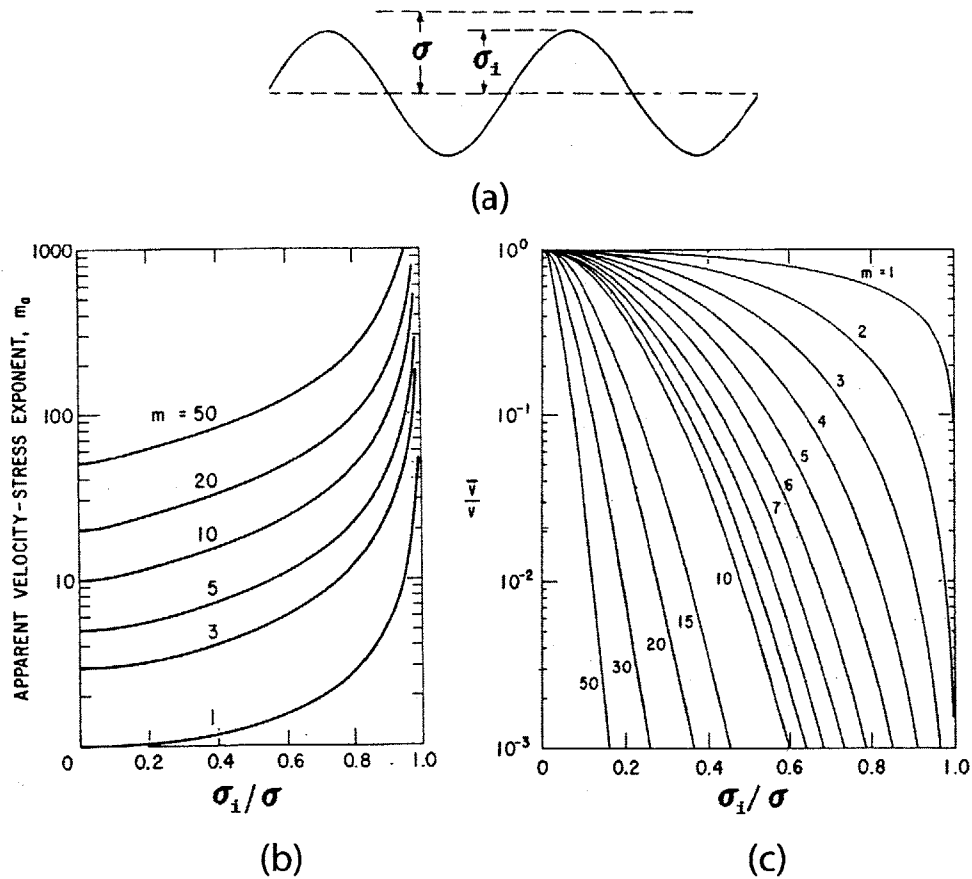 σ
σi
(a)
APPARENT VELOCITY-STRESS EXPONENT, ma
1000
100
10
m = 50
20
10
5
3
1
0
0.2
0.4
0.6
0.8
1.0
σi/σ
(b)
v̅
v
10⁰
10⁻¹
10⁻²
10⁻³
m=1
2
3
4
5
6
7
10
15
20
30
50
0
0.2
0.4
0.6
0.8
1.0
σi/σ
(c)